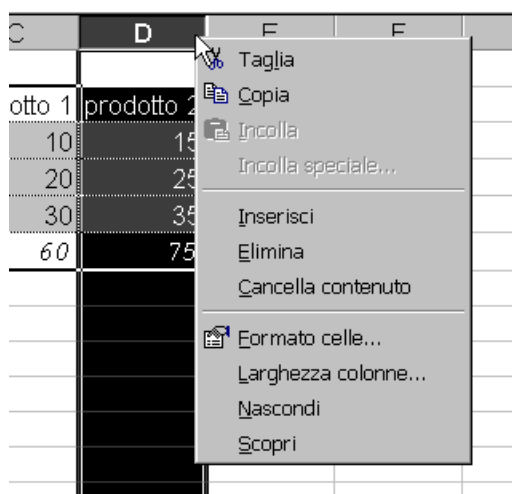 C D E F
otto 1 prodotto 2
10 15
20 25
30 35
60 75
Taglia
Copia
Incolla
Incolla speciale...
Inserisci
Elimina
Cancella contenuto
Formato celle...
Larghezza colonne...
Nascondi
Scopri